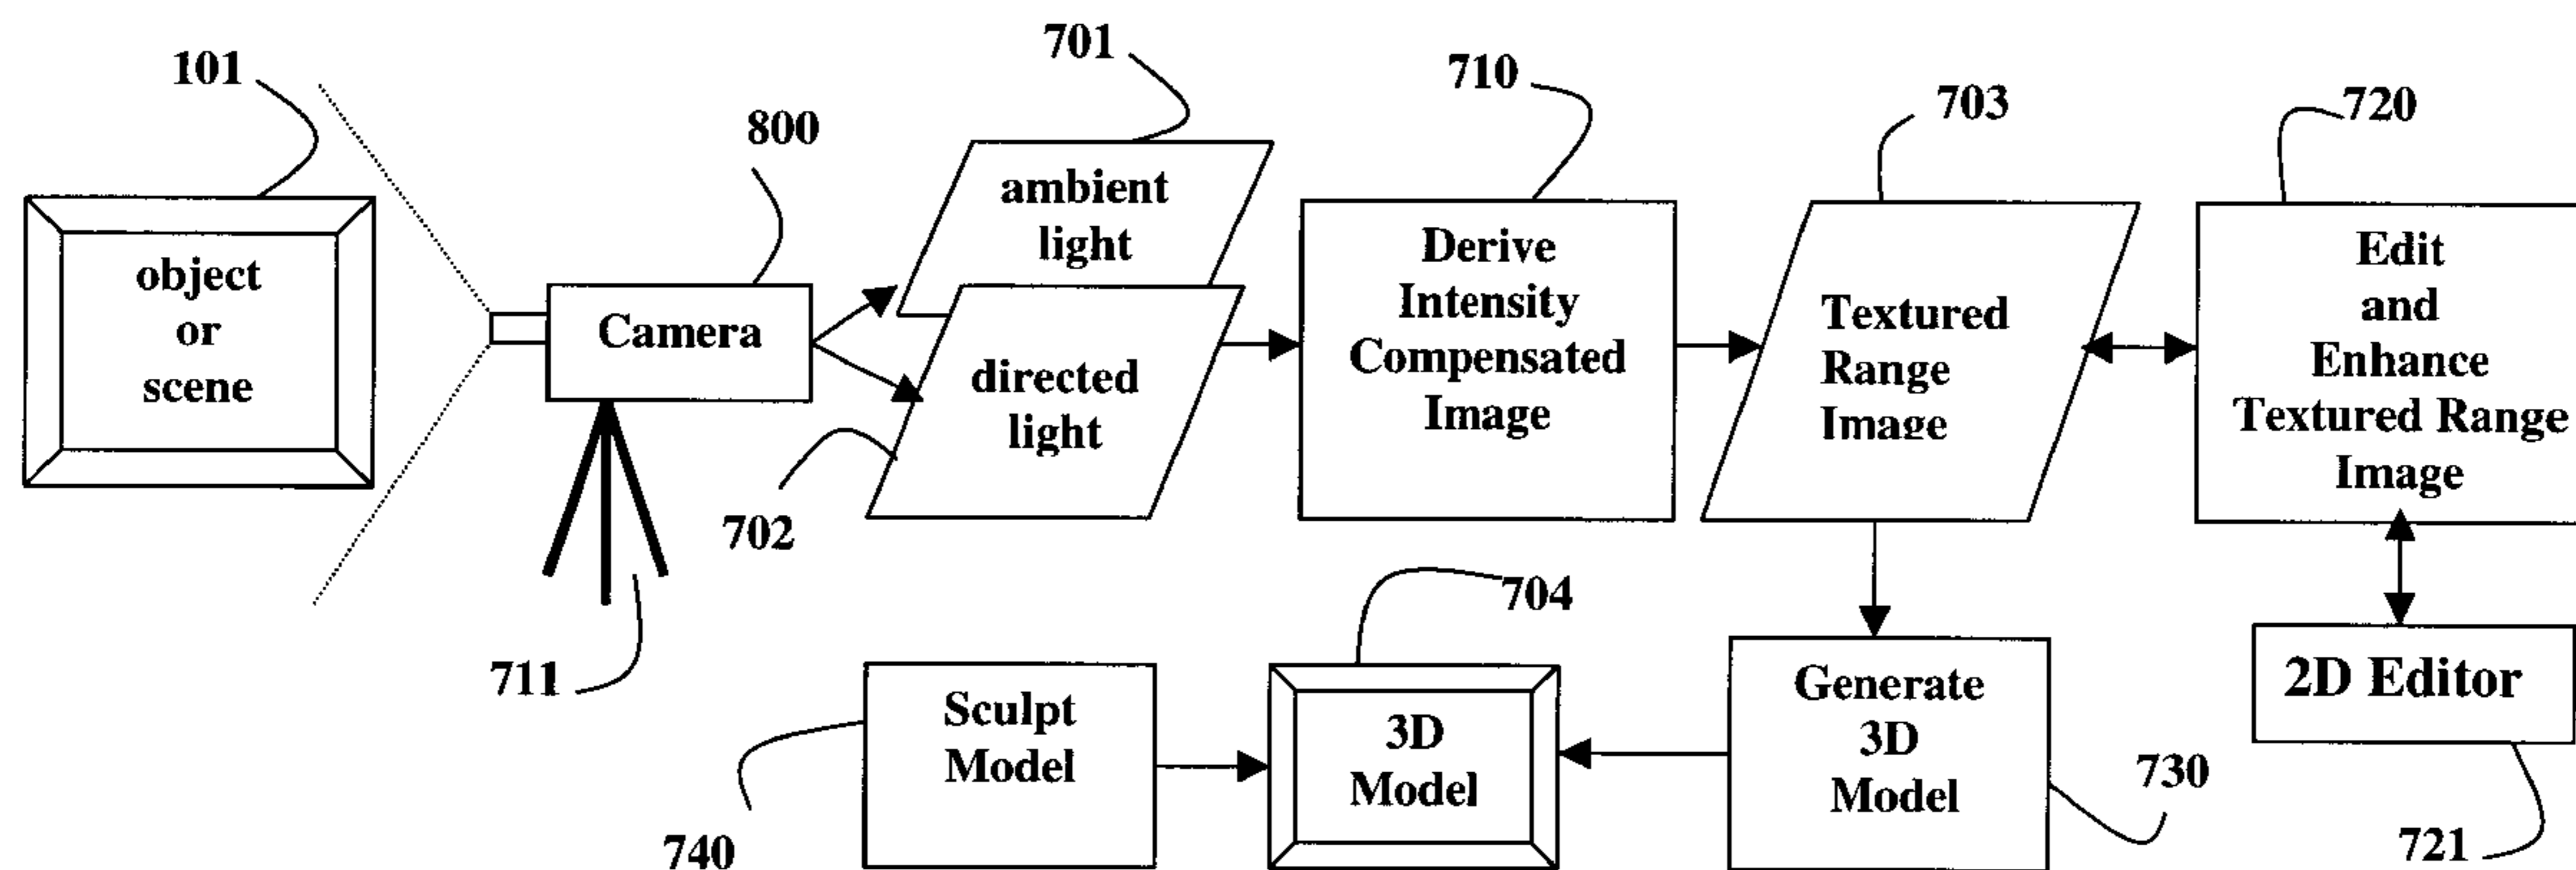 101
701
710
703
720
800
object
or
scene
Camera
ambient
light
directed
light
Derive
Intensity
Compensated
Image
Textured
Range
Image
Edit
and
Enhance
Textured Range
Image
702
711
704
740
Sculpt
Model
3D
Model
Generate
3D
Model
730
2D Editor
721